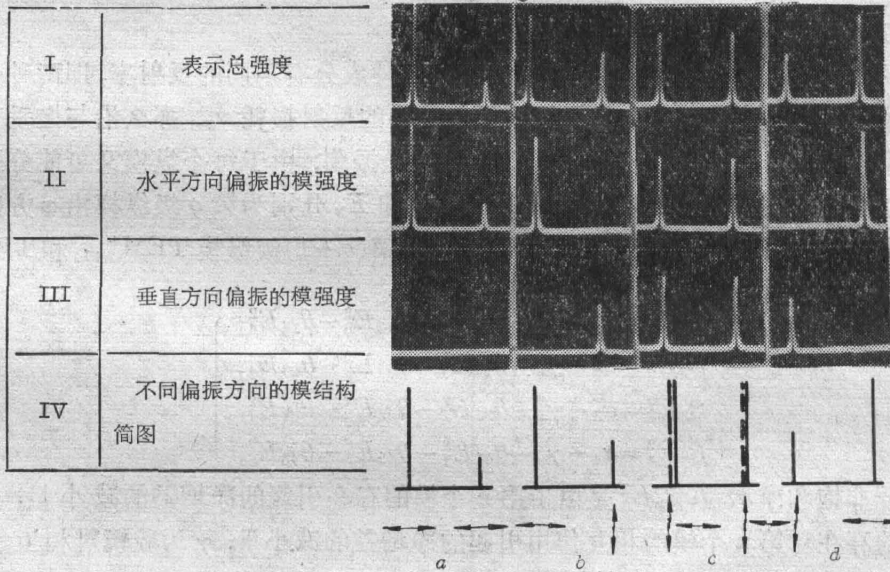 I 表示总强度
II 水平方向偏振的模强度
III 垂直方向偏振的模强度
IV 不同偏振方向的模结构
简图
a b c d